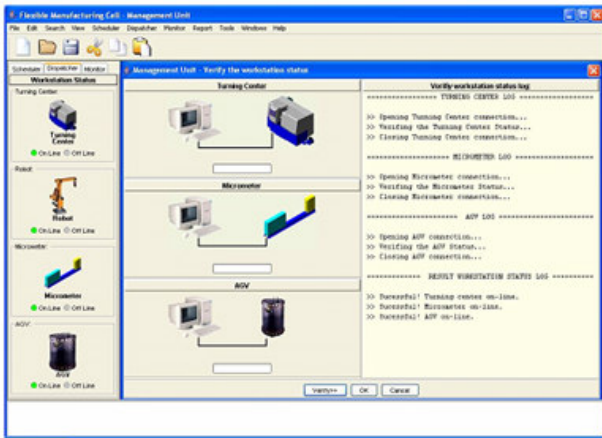 Flexible Manufacturing Cell - Management Unit
File Edit Search View Scheduler Dispatcher Monitor Report Tools Windows Help
Scheduler Dispatcher Monitor
Workstation Status
Turning Center
Turning
Center
On Line Off Line
Robot
Robot
On Line Off Line
Micrometer
Micrometer
On Line Off Line
AGV
AGV
On Line Off Line
Management Unit - Verify the workstation status
Turning Center
Micrometer
AGV
Verify workstation status log
================= TURNING CENTER LOG ==================
>> Opening Turning Center connection...
>> Verifing the Turning Center Status...
>> Closing Turning Center connection...
==================== MICROMETER LOG ====================
>> Opening Micrometer connection...
>> Verifing the Micrometer Status...
>> Closing Micrometer connection...
====================== AGV LOG =======================
>> Opening AGV connection...
>> Verifing the AGV Status...
>> Closing AGV connection...
============= RESULT WORKSTATION STATUS LOG ==========
>> Sucessful! Turning center on-line.
>> Sucessful! Micrometer on-line.
>> Sucessful! AGV on-line.
Verify>> OK Cancel